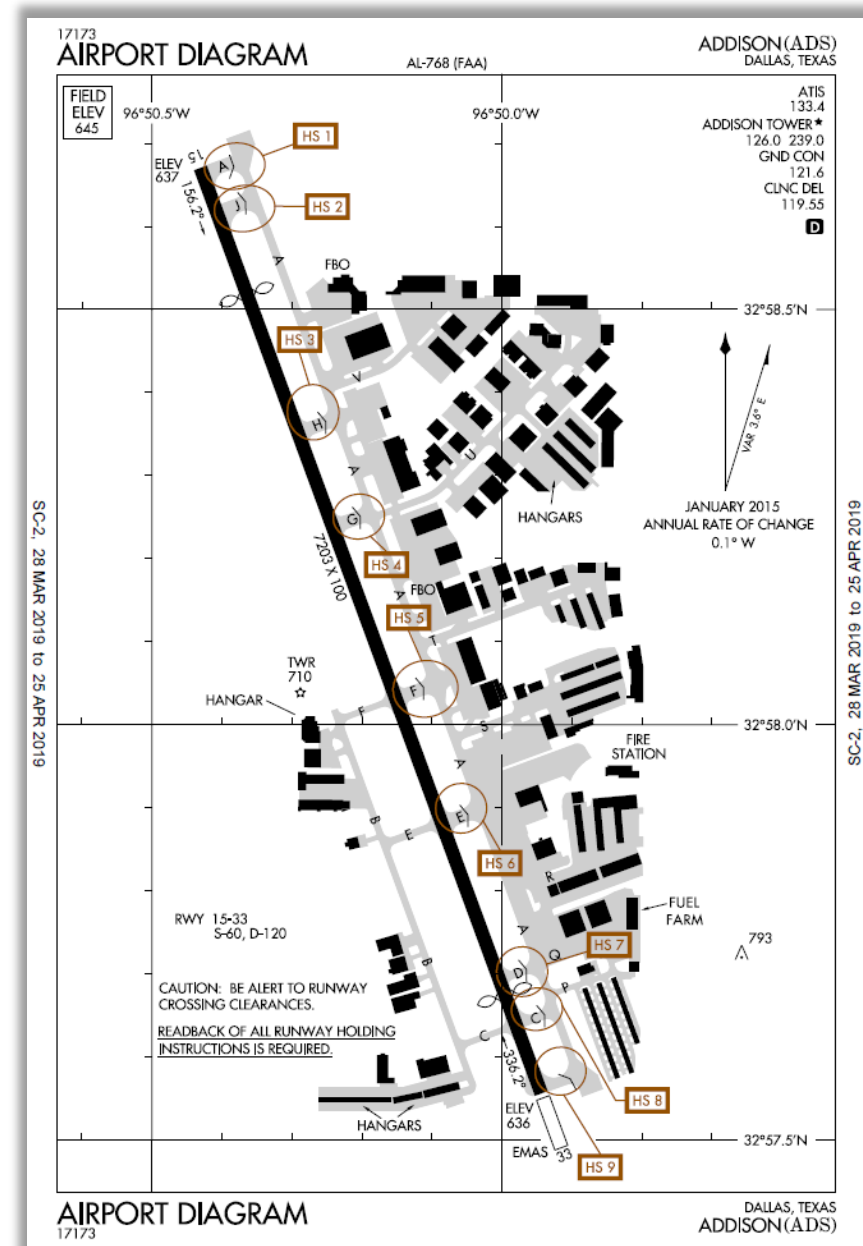 17173
AIRPORT DIAGRAM
AL-768 (FAA)
ADDISON(ADS)
DALLAS, TEXAS
FIELD
ELEV
645
96°50.5'W
96°50.0'W
ATIS
133.4
ADDISON TOWER★
126.0 239.0
GND CON
121.6
CLNC DEL
119.55
D
HS 1
15
ELEV
637
A
156.2°→
J
HS 2
A
FBO
32°58.5'N
HS 3
V
H
VAR 3.6° E
A
U
G
HANGARS
JANUARY 2015
ANNUAL RATE OF CHANGE
0.1° W
7203 X 100
HS 4
A
FBO
HS 5
T
TWR
710
F
HANGAR
F
S
32°58.0'N
FIRE
STATION
A
B
E
E
HS 6
R
FUEL
FARM
RWY 15-33
S-60, D-120
A
HS 7
793
B
Q
D
P
CAUTION: BE ALERT TO RUNWAY
CROSSING CLEARANCES.
C
READBACK OF ALL RUNWAY HOLDING
INSTRUCTIONS IS REQUIRED.
C
←336.2°
HS 8
ELEV
636
HANGARS
EMAS
33
32°57.5'N
HS 9
SC-2, 28 MAR 2019 to 25 APR 2019
SC-2, 28 MAR 2019 to 25 APR 2019
AIRPORT DIAGRAM
17173
DALLAS, TEXAS
ADDISON(ADS)